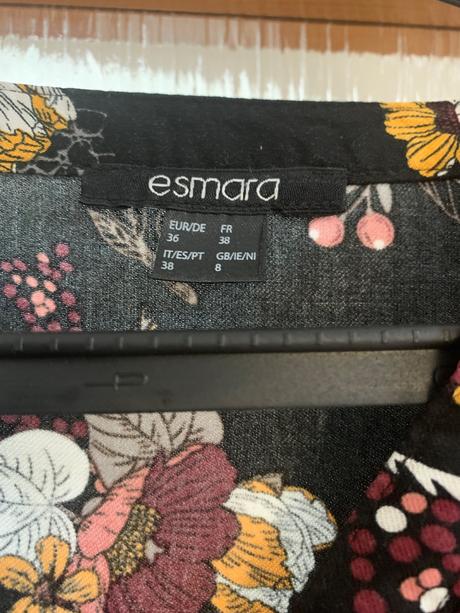 esmara
EUR/DE FR
36 38
IT/ES/PT GB/IE/NI
38 8